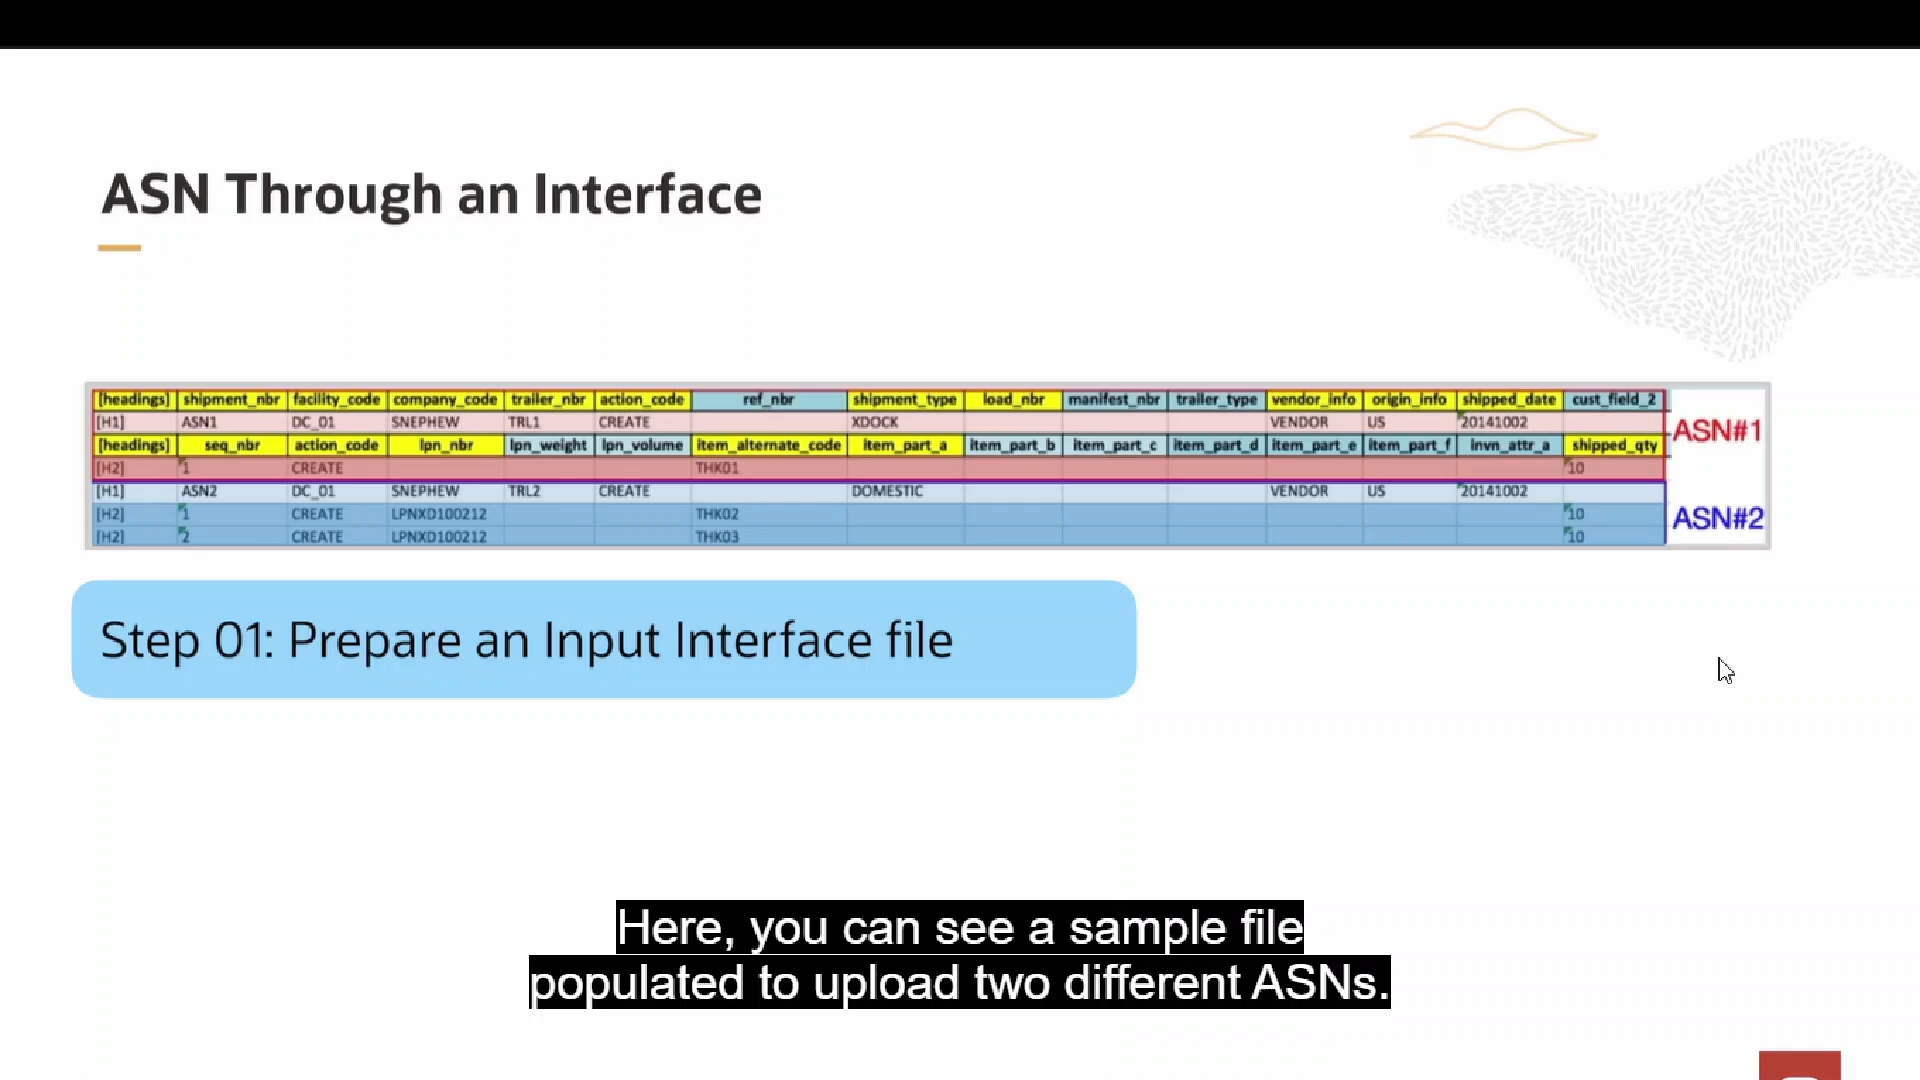 ASN Through an Interface
[headings] shipment_nbr facility_code company_code trailer_nbr action_code ref_nbr shipment_type load_nbr manifest_nbr trailer_type vendor_info origin_info shipped_date cust_field_2
[H1] ASN1 DC_01 SNEPHEW TRL1 CREATE XDOCK VENDOR US 20141002
ASN#1
[headings] seq_nbr action_code lpn_nbr lpn_weight lpn_volume item_alternate_code item_part_a item_part_b item_part_c item_part_d item_part_e item_part_f invn_attr_a shipped_qty
[H2] 1 CREATE THK01 10
[H1] ASN2 DC_01 SNEPHEW TRL2 CREATE DOMESTIC VENDOR US 20141002
[H2] 1 CREATE LPNXD100212 THK02 10
ASN#2
[H2] 2 CREATE LPNXD100212 THK03 10
Step 01: Prepare an Input Interface file
Here, you can see a sample file
populated to upload two different ASNs.